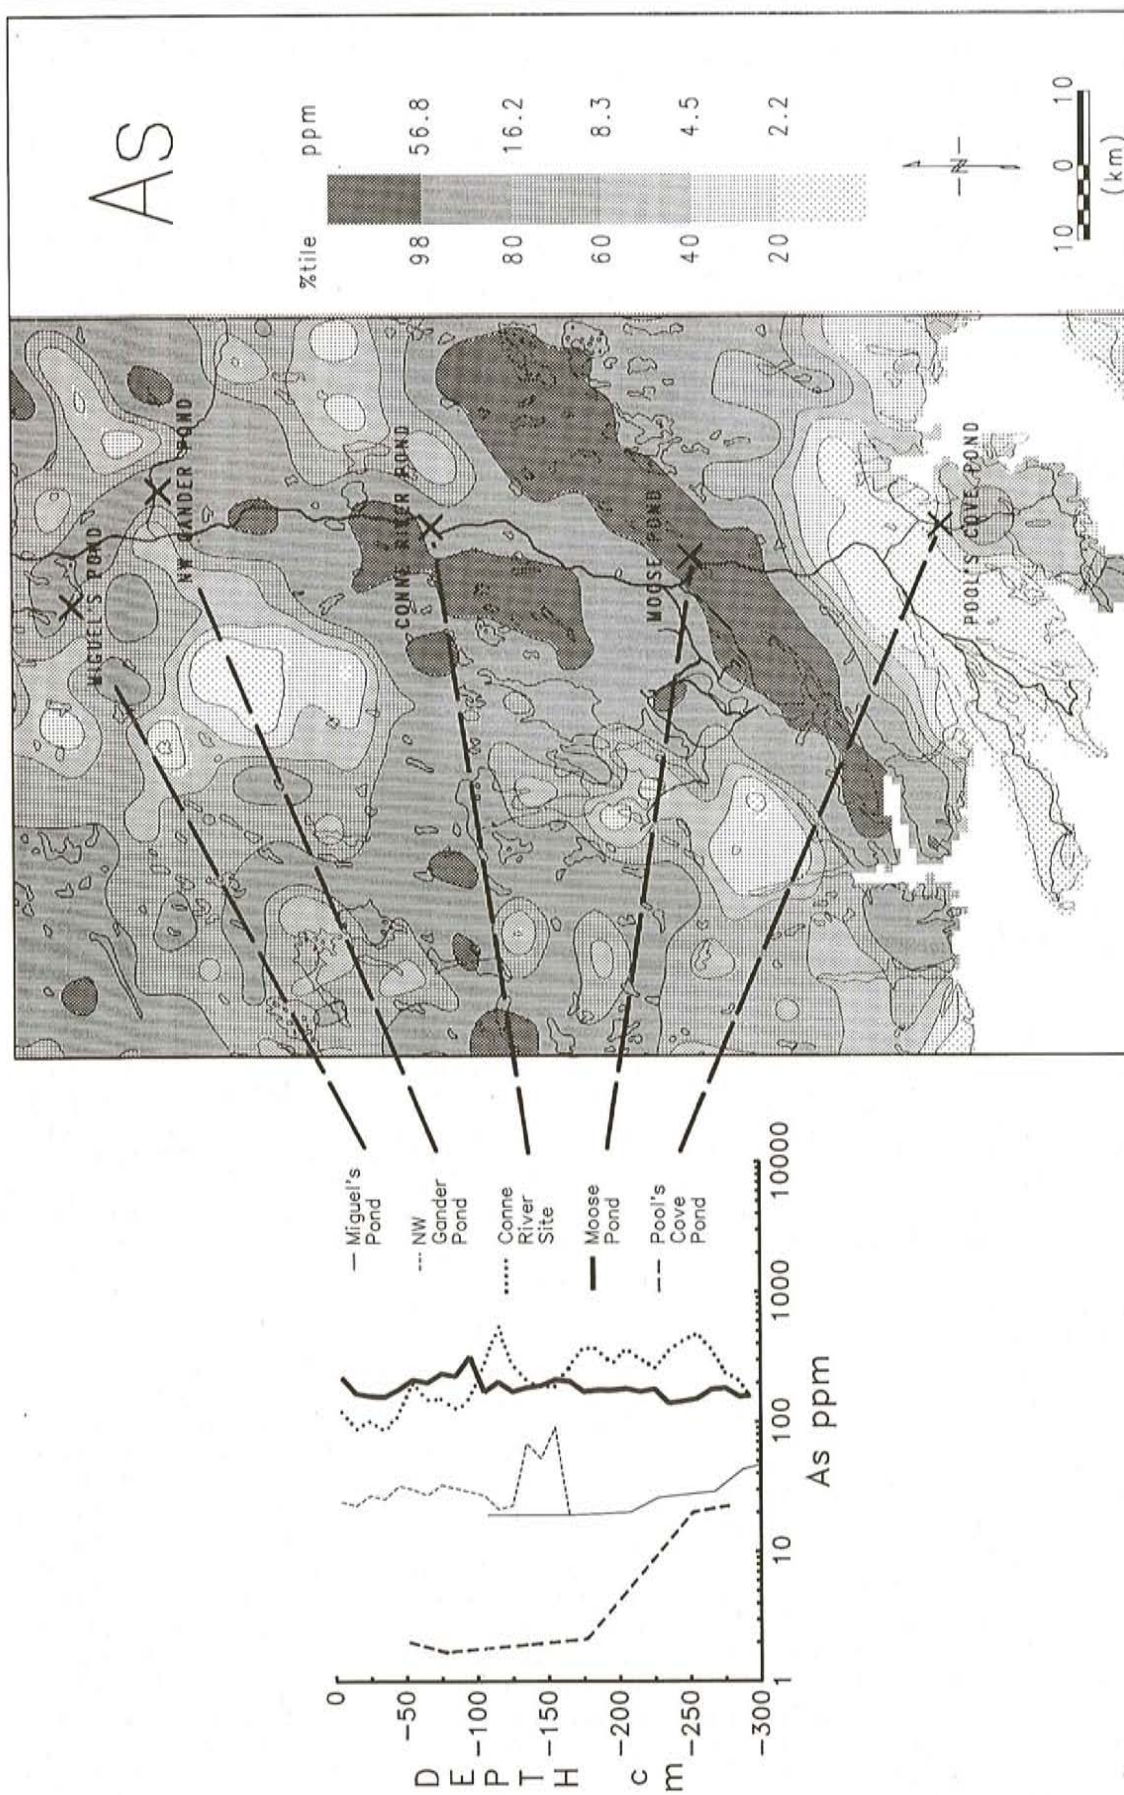 As
%tile ppm
98 56.8
80 16.2
60 8.3
40 4.5
20 2.2
—N—
10 0 10
(km)
MIGUEL'S POND
NW GANDER POND
CONNE RIVER POND
MOOSE POND
POOL'S COVE POND
Miguel's
Pond
NW
Gander
Pond
Conne
River
Site
Moose
Pond
Pool's
Cove
Pond
0
-50
-100
-150
-200
-250
-300
DEPTH cm
1 10 100 1000 10000
As ppm